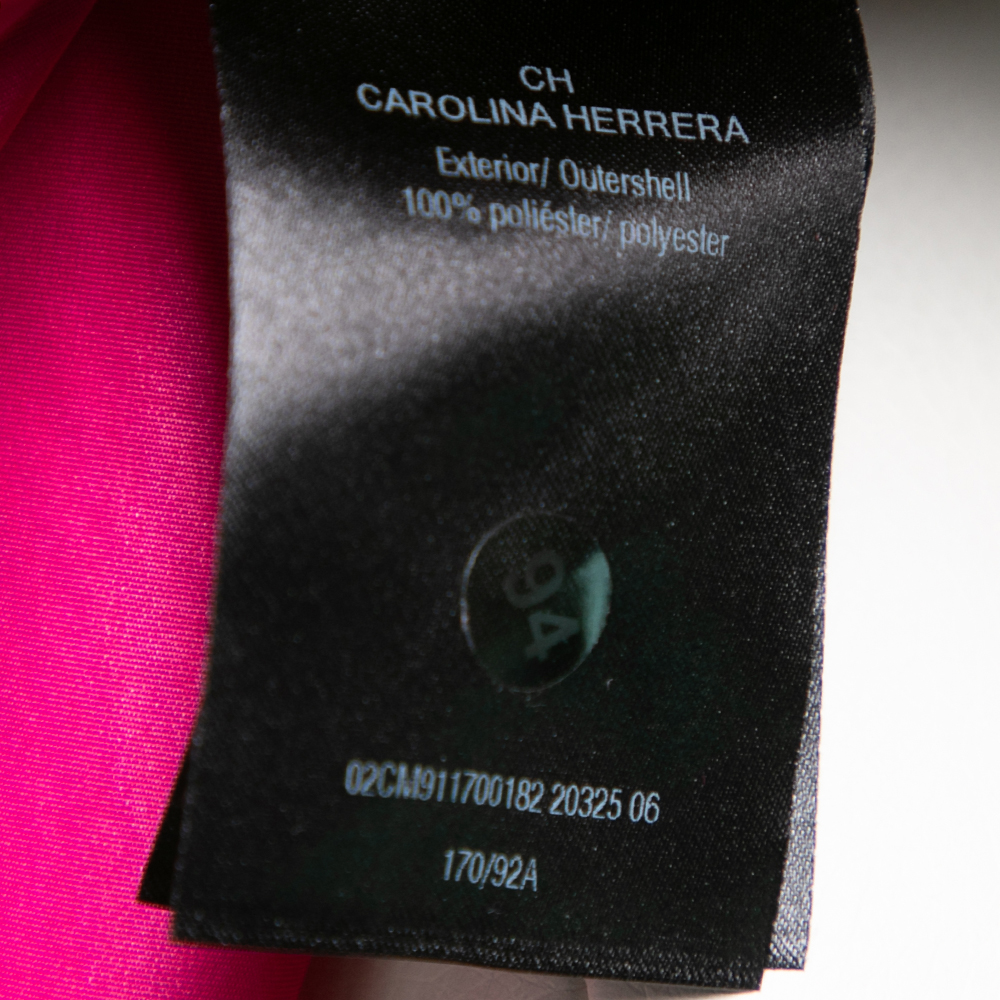 CH
CAROLINA HERRERA
Exterior/ Outershell
100% poliéster/ polyester
94
02CM911700182 20325 06
170/92A